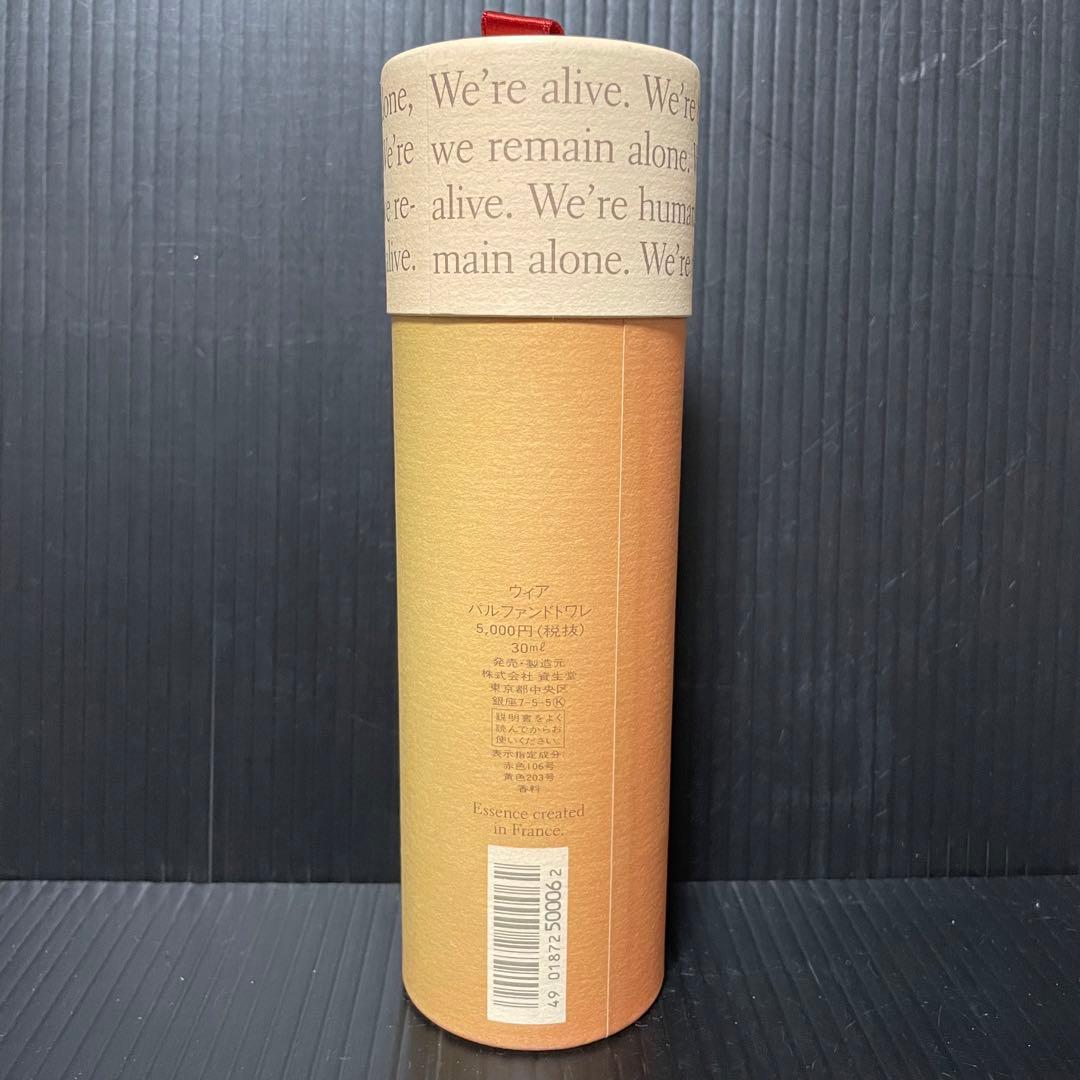 one, We're alive. We're
We're we remain alone.
e re- alive. We're human
alive. main alone. We're
ウィア
パルファンドトワレ
5,000円(税抜)
30mℓ
発売・製造元
株式会社 資生堂
東京都中央区
銀座7-5-5Ⓚ
説明書をよく
読んでからお
使いください。
表示指定成分:
赤色106号
黄色203号
香料
Essence created
in France.
49 01872 500062